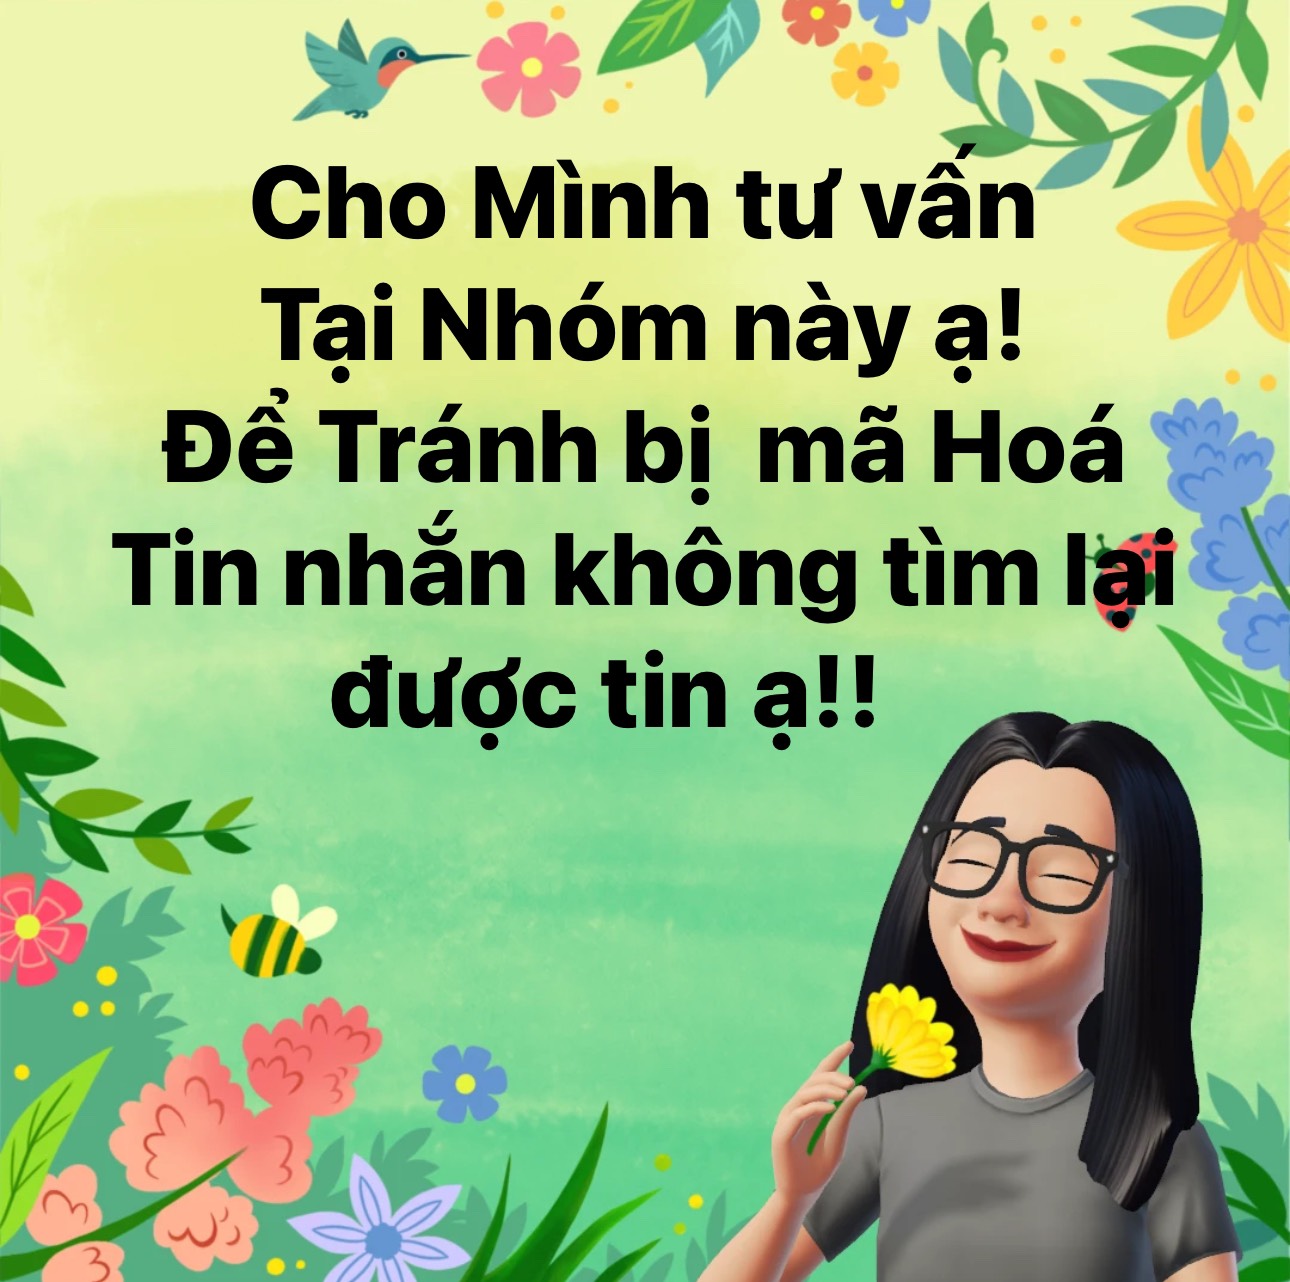 Cho Mình tư vấn
Tại Nhóm này ạ!
Để Tránh bị  mã Hoá
Tin nhắn không tìm lại
được tin ạ!!